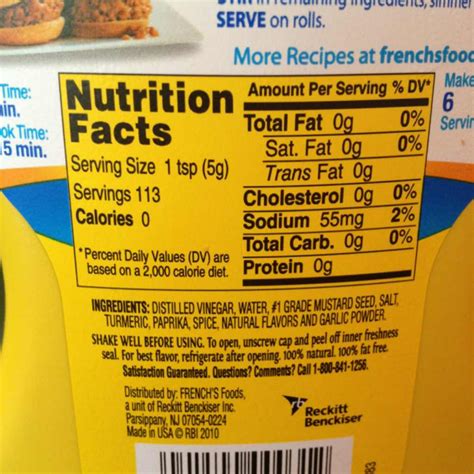 in remaining ingredients, simmer
SERVE on rolls.
More Recipes at frenchsfood
Time:
in.
ok Time:
5 min.
Make
6
Servin
Nutrition
Facts
Serving Size 1 tsp (5g)
Servings 113
Calories 0
*Percent Daily Values (DV) are
based on a 2,000 calorie diet.
Amount Per Serving % DV*
Total Fat 0g 0%
Sat. Fat 0g 0%
Trans Fat 0g
Cholesterol 0g 0%
Sodium 55mg 2%
Total Carb. 0g 0%
Protein 0g
INGREDIENTS: DISTILLED VINEGAR, WATER, #1 GRADE MUSTARD SEED, SALT,
TURMERIC, PAPRIKA, SPICE, NATURAL FLAVORS AND GARLIC POWDER.
SHAKE WELL BEFORE USING. To open, unscrew cap and peel off inner freshness
seal. For best flavor, refrigerate after opening. 100% natural. 100% fat free.
Satisfaction Guaranteed. Questions? Comments? Call 1-800-841-1256.
Distributed by: FRENCH'S Foods,
a unit of Reckitt Benckiser Inc.
Parsippany, NJ 07054-0224
Made in USA © RBI 2010
Reckitt
Benckiser